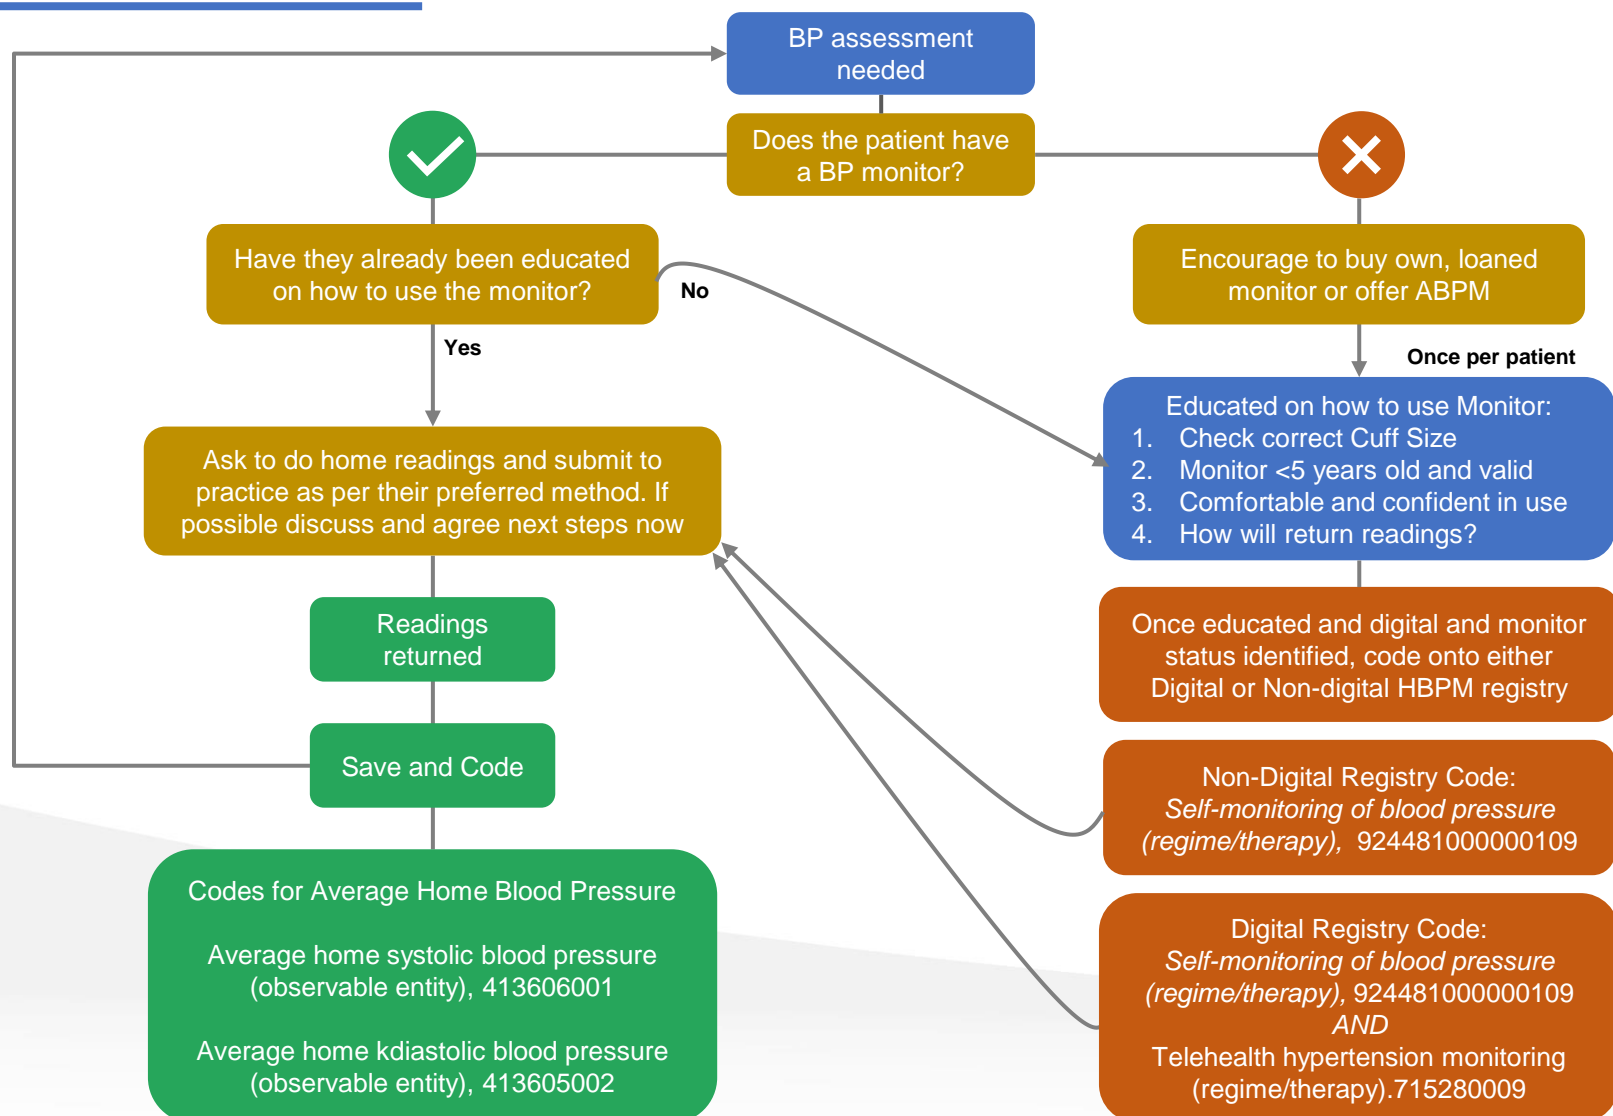 BP assessment
needed
Does the patient have
a BP monitor?
Have they already been educated
on how to use the monitor?
No
Yes
Encourage to buy own, loaned
monitor or offer ABPM
Once per patient
Educated on how to use Monitor:
1. Check correct Cuff Size
2. Monitor <5 years old and valid
3. Comfortable and confident in use
4. How will return readings?
Ask to do home readings and submit to
practice as per their preferred method. If
possible discuss and agree next steps now
Readings
returned
Save and Code
Once educated and digital and monitor
status identified, code onto either
Digital or Non-digital HBPM registry
Non-Digital Registry Code:
Self-monitoring of blood pressure
(regime/therapy), 924481000000109
Codes for Average Home Blood Pressure
Average home systolic blood pressure
(observable entity), 413606001
Average home kdiastolic blood pressure
(observable entity), 413605002
Digital Registry Code:
Self-monitoring of blood pressure
(regime/therapy), 924481000000109
AND
Telehealth hypertension monitoring
(regime/therapy).715280009